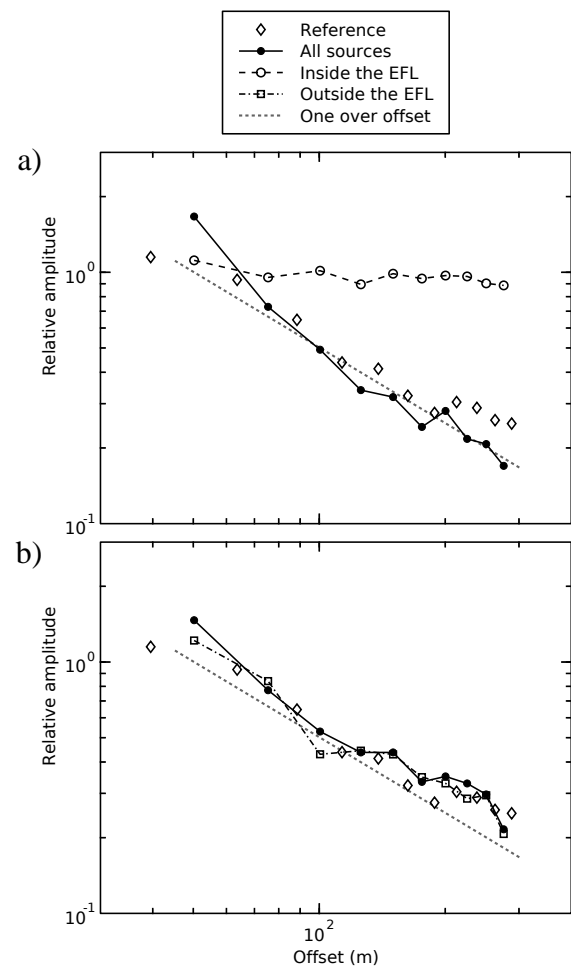 Reference
All sources
Inside the EFL
Outside the EFL
One over offset
a)
Relative amplitude
10^0
10^-1
b)
Relative amplitude
10^0
10^-1
10^2
Offset (m)